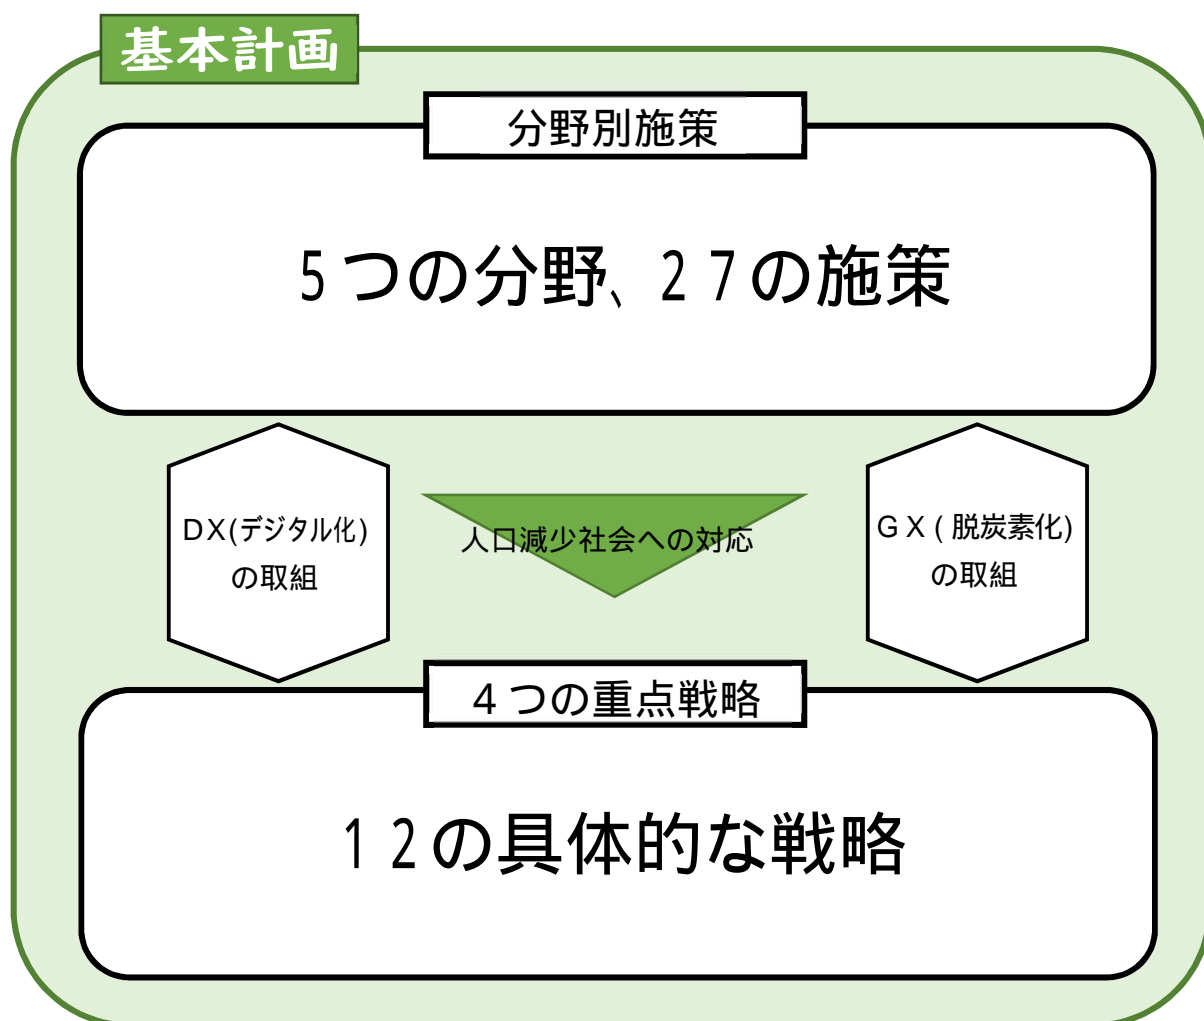 基本計画
分野別施策
５つの分野、２７の施策
DX(デジタル化)
の取組
人口減少社会への対応
ＧＸ(脱炭素化)
の取組
４つの重点戦略
１２の具体的な戦略